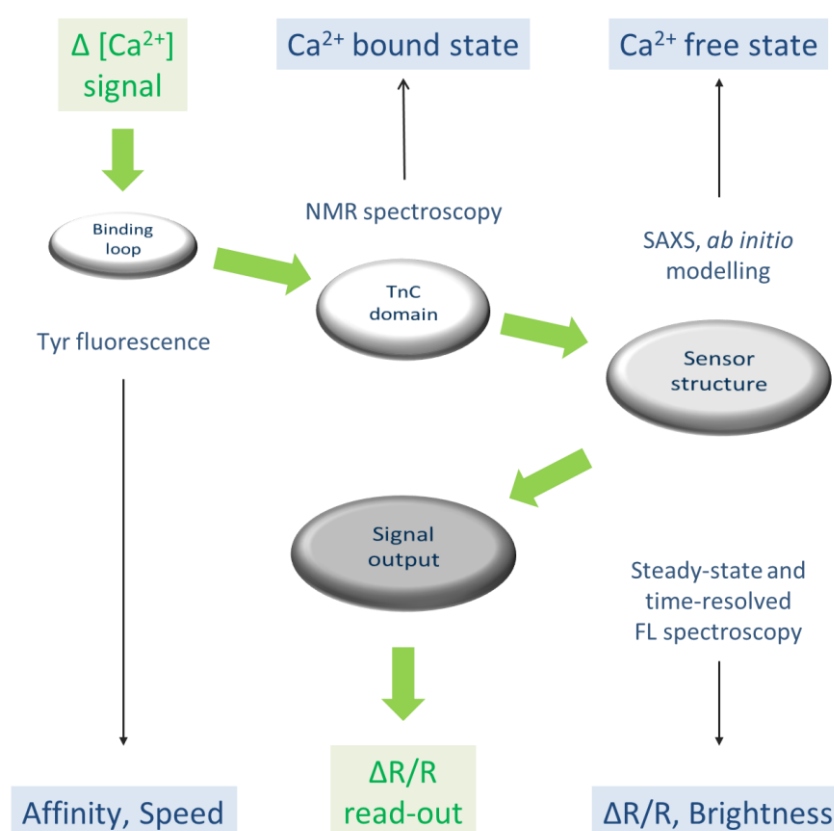 Δ [Ca²⁺]
signal
Ca²⁺ bound state
Ca²⁺ free state
Binding
loop
NMR spectroscopy
SAXS, ab initio
modelling
TnC
domain
Tyr fluorescence
Sensor
structure
Signal
output
Steady-state and
time-resolved
FL spectroscopy
Affinity, Speed
ΔR/R
read-out
ΔR/R, Brightness